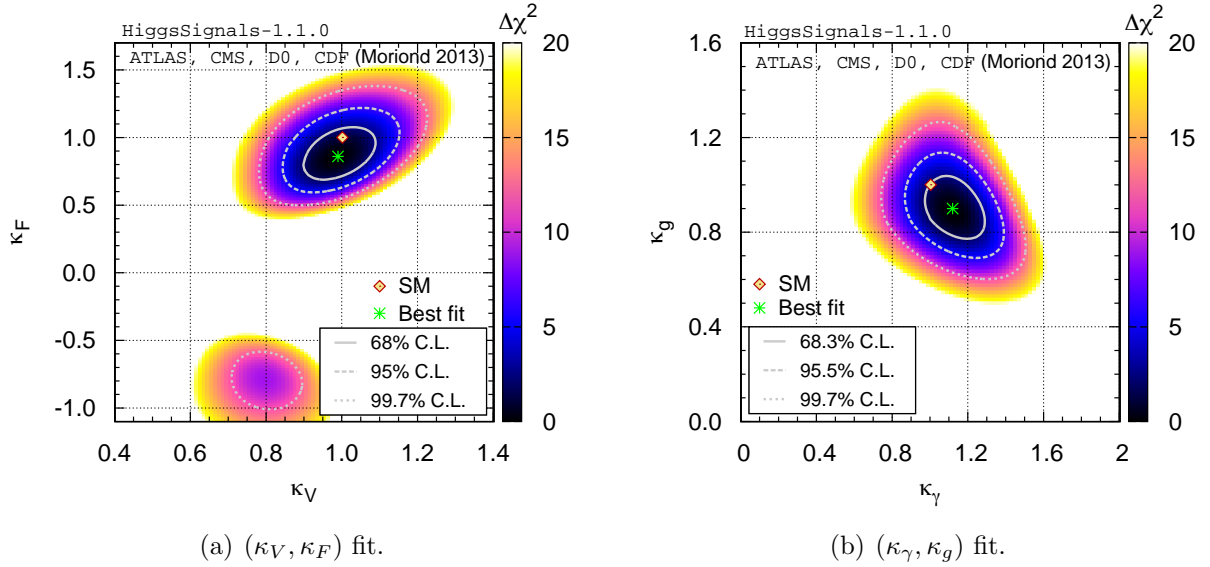 HiggsSignals-1.1.0
Δχ²
ATLAS, CMS, D0, CDF (Moriond 2013)
κF
1.5
1.0
0.5
0.0
-0.5
-1.0
SM
Best fit
68% C.L.
95% C.L.
99.7% C.L.
0.4 0.6 0.8 1.0 1.2 1.4
κV
20
15
10
5
0
(a) (κV, κF) fit.
HiggsSignals-1.1.0
Δχ²
ATLAS, CMS, D0, CDF (Moriond 2013)
κg
1.6
1.2
0.8
0.4
0.0
SM
Best fit
68.3% C.L.
95.5% C.L.
99.7% C.L.
0 0.4 0.8 1.2 1.6 2
κγ
20
15
10
5
0
(b) (κγ, κg) fit.